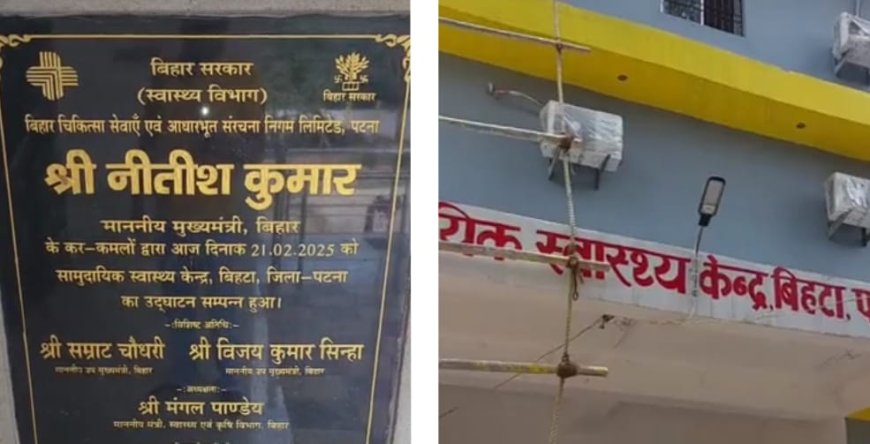 बिहार सरकार
(स्वास्थ्य विभाग)
बिहार सरकार
बिहार चिकित्सा सेवाएँ एवं आधारभूत संरचना निगम लिमिटेड, पटना
श्री नीतीश कुमार
माननीय मुख्यमंत्री, बिहार
के कर-कमलों द्वारा आज दिनाक 21.02.2025 को
सामुदायिक स्वास्थ्य केन्द्र, बिहटा, जिला-पटना
का उद्घाटन सम्पन्न हुआ।
-:विशिष्ट अतिथि:-
श्री सम्राट चौधरी श्री विजय कुमार सिन्हा
माननीय उप मुख्यमंत्री, बिहार माननीय उप मुख्यमंत्री, बिहार
-:अध्यक्षता:-
श्री मंगल पाण्डेय
माननीय मंत्री, स्वास्थ्य एवं कृषि विभाग, बिहार
यिक स्वास्थ्य केन्द्र,बिहटा, प